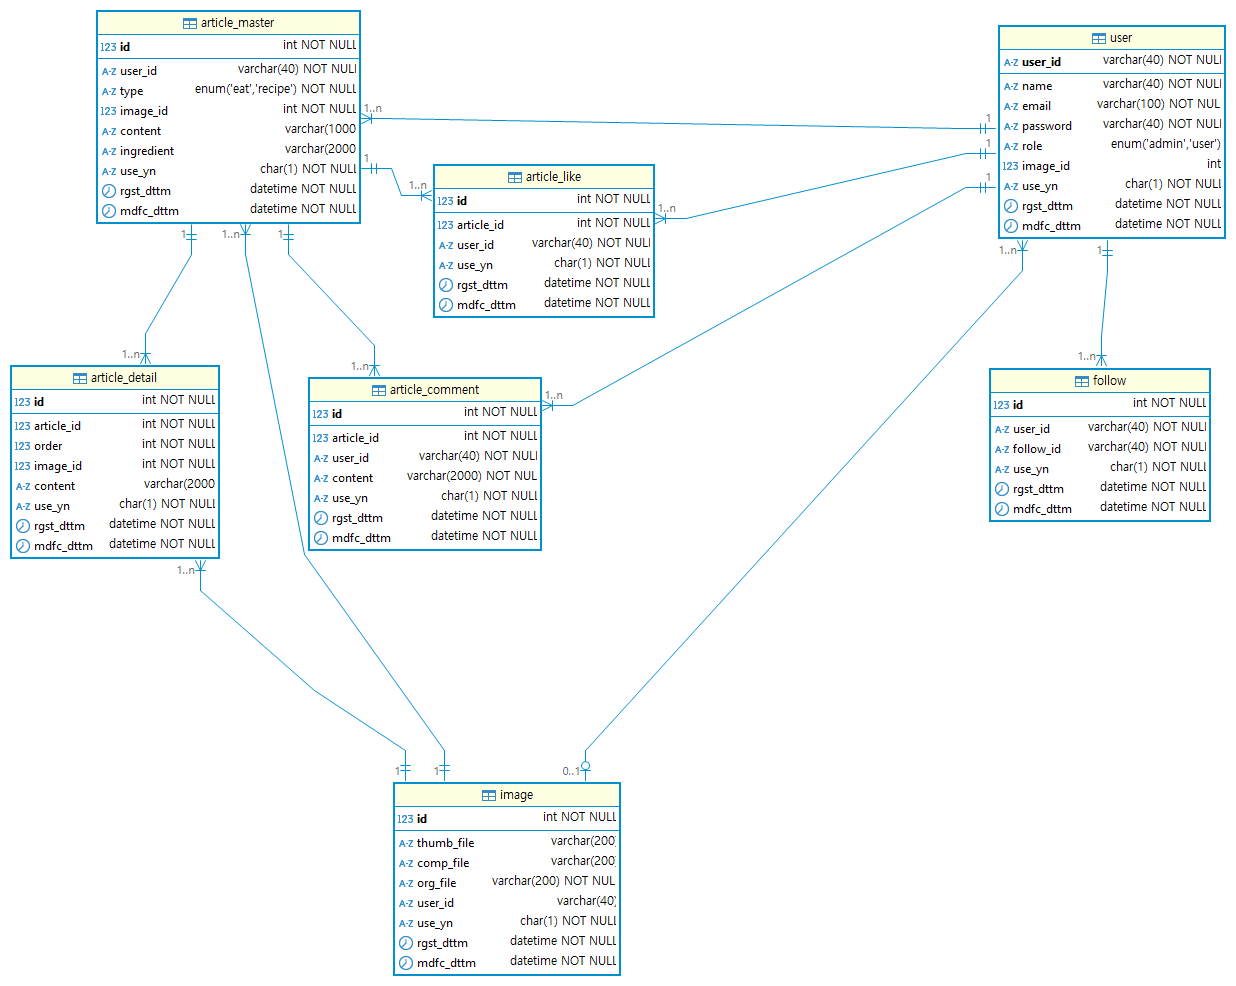 article_master
123 id int NOT NULL
A-Z user_id varchar(40) NOT NULL
A-Z type enum('eat','recipe') NOT NULL
123 image_id int NOT NULL
A-Z content varchar(1000
A-Z ingredient varchar(2000
A-Z use_yn char(1) NOT NULL
rgst_dttm datetime NOT NULL
mdfc_dttm datetime NOT NULL
1..n
1
1
1..n
1
user
A-Z user_id varchar(40) NOT NULL
A-Z name varchar(40) NOT NULL
A-Z email varchar(100) NOT NUL
A-Z password varchar(40) NOT NULL
A-Z role enum('admin','user')
123 image_id int
A-Z use_yn char(1) NOT NULL
rgst_dttm datetime NOT NULL
mdfc_dttm datetime NOT NULL
1
1
1
1..n
1
article_like
123 id int NOT NULL
123 article_id int NOT NULL
A-Z user_id varchar(40) NOT NULL
A-Z use_yn char(1) NOT NULL
rgst_dttm datetime NOT NULL
mdfc_dttm datetime NOT NULL
1..n
1..n
article_detail
123 id int NOT NULL
123 article_id int NOT NULL
123 order int NOT NULL
123 image_id int NOT NULL
A-Z content varchar(2000
A-Z use_yn char(1) NOT NULL
rgst_dttm datetime NOT NULL
mdfc_dttm datetime NOT NULL
1..n
1..n
article_comment
123 id int NOT NULL
123 article_id int NOT NULL
A-Z user_id varchar(40) NOT NULL
A-Z content varchar(2000) NOT NUL
A-Z use_yn char(1) NOT NULL
rgst_dttm datetime NOT NULL
mdfc_dttm datetime NOT NULL
1..n
1..n
follow
123 id int NOT NULL
A-Z user_id varchar(40) NOT NULL
A-Z follow_id varchar(40) NOT NULL
A-Z use_yn char(1) NOT NULL
rgst_dttm datetime NOT NULL
mdfc_dttm datetime NOT NULL
1..n
1
1
0..1
image
123 id int NOT NULL
A-Z thumb_file varchar(200)
A-Z comp_file varchar(200)
A-Z org_file varchar(200) NOT NUL
A-Z user_id varchar(40)
A-Z use_yn char(1) NOT NULL
rgst_dttm datetime NOT NULL
mdfc_dttm datetime NOT NULL